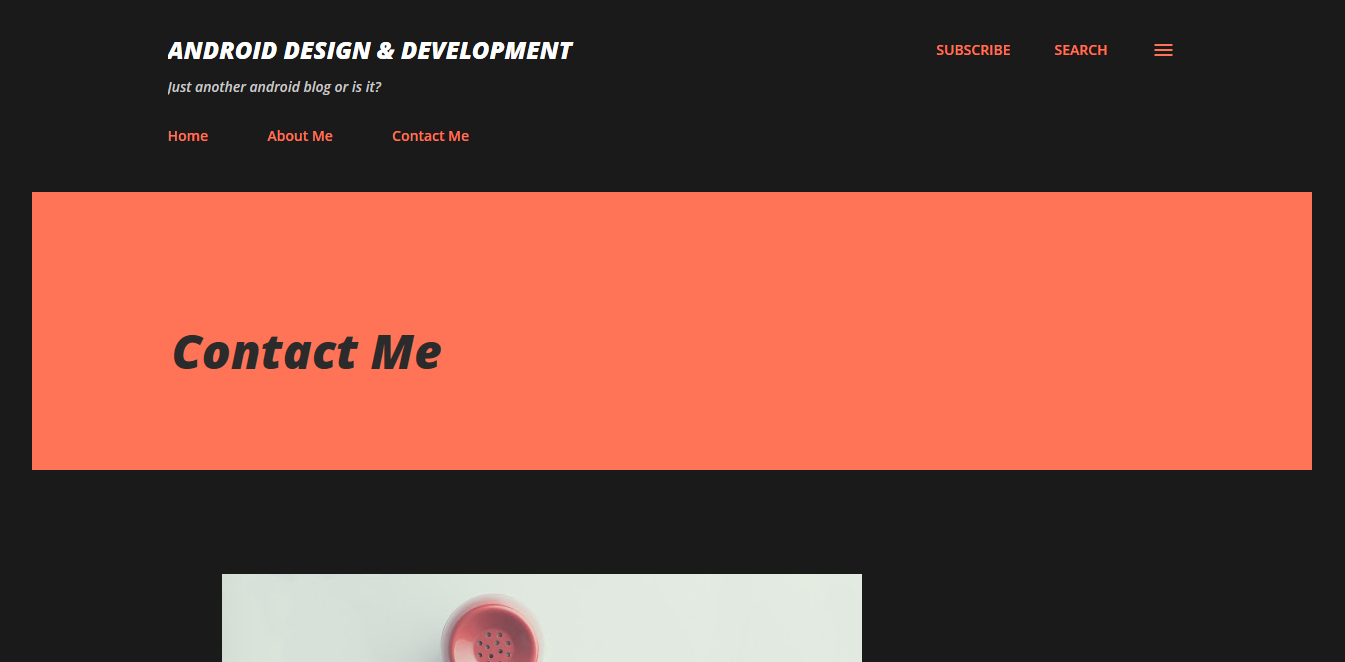 ANDROID DESIGN & DEVELOPMENT
SUBSCRIBE
SEARCH
Just another android blog or is it?
Home
About Me
Contact Me
Contact Me